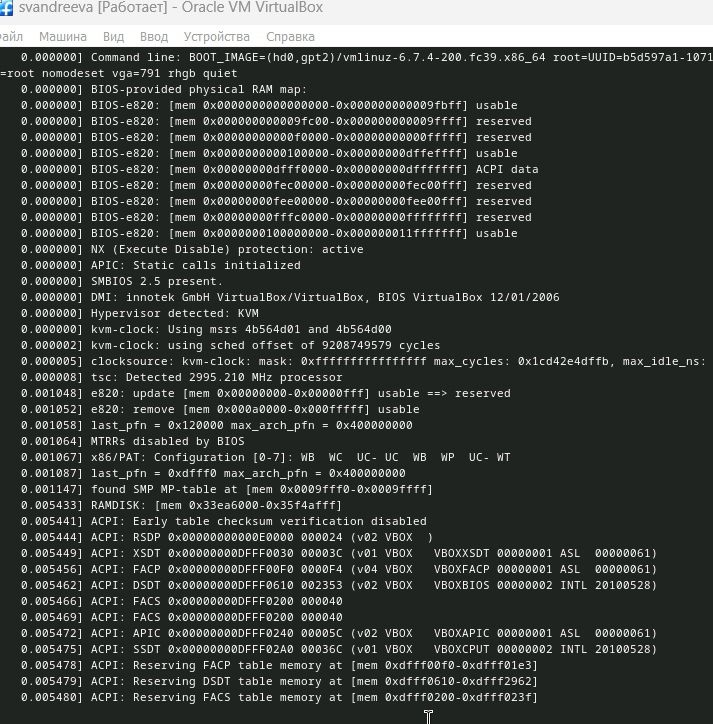 svandreeva [Работает] - Oracle VM VirtualBox
айл Машина Вид Ввод Устройства Справка
0.000000] Command line: BOOT_IMAGE=(hd0,gpt2)/vmlinuz-6.7.4-200.fc39.x86_64 root=UUID=b5d597a1-1071
=root nomodeset vga=791 rhgb quiet
0.000000] BIOS-provided physical RAM map:
0.000000] BIOS-e820: [mem 0x0000000000000000-0x000000000009fbff] usable
0.000000] BIOS-e820: [mem 0x000000000009fc00-0x000000000009ffff] reserved
0.000000] BIOS-e820: [mem 0x00000000000f0000-0x00000000000fffff] reserved
0.000000] BIOS-e820: [mem 0x0000000000100000-0x00000000dffeffff] usable
0.000000] BIOS-e820: [mem 0x00000000dfff0000-0x00000000dfffffff] ACPI data
0.000000] BIOS-e820: [mem 0x00000000fec00000-0x00000000fec00fff] reserved
0.000000] BIOS-e820: [mem 0x00000000fee00000-0x00000000fee00fff] reserved
0.000000] BIOS-e820: [mem 0x00000000fffc0000-0x00000000ffffffff] reserved
0.000000] BIOS-e820: [mem 0x0000000100000000-0x000000011fffffff] usable
0.000000] NX (Execute Disable) protection: active
0.000000] APIC: Static calls initialized
0.000000] SMBIOS 2.5 present.
0.000000] DMI: innotek GmbH VirtualBox/VirtualBox, BIOS VirtualBox 12/01/2006
0.000000] Hypervisor detected: KVM
0.000000] kvm-clock: Using msrs 4b564d01 and 4b564d00
0.000002] kvm-clock: using sched offset of 9208749579 cycles
0.000005] clocksource: kvm-clock: mask: 0xffffffffffffffff max_cycles: 0x1cd42e4dffb, max_idle_ns:
0.000008] tsc: Detected 2995.210 MHz processor
0.001048] e820: update [mem 0x00000000-0x00000fff] usable ==> reserved
0.001052] e820: remove [mem 0x000a0000-0x000fffff] usable
0.001058] last_pfn = 0x120000 max_arch_pfn = 0x400000000
0.001064] MTRRs disabled by BIOS
0.001067] x86/PAT: Configuration [0-7]: WB  WC  UC- UC  WB  WP  UC- WT
0.001087] last_pfn = 0xdfff0 max_arch_pfn = 0x400000000
0.001147] found SMP MP-table at [mem 0x0009fff0-0x0009ffff]
0.005433] RAMDISK: [mem 0x33ea6000-0x35f4afff]
0.005441] ACPI: Early table checksum verification disabled
0.005444] ACPI: RSDP 0x00000000000E0000 000024 (v02 VBOX  )
0.005449] ACPI: XSDT 0x00000000DFFF0030 00003C (v01 VBOX   VBOXXSDT 00000001 ASL  00000061)
0.005456] ACPI: FACP 0x00000000DFFF00F0 0000F4 (v04 VBOX   VBOXFACP 00000001 ASL  00000061)
0.005462] ACPI: DSDT 0x00000000DFFF0610 002353 (v02 VBOX   VBOXBIOS 00000002 INTL 20100528)
0.005466] ACPI: FACS 0x00000000DFFF0200 000040
0.005469] ACPI: FACS 0x00000000DFFF0200 000040
0.005472] ACPI: APIC 0x00000000DFFF0240 00005C (v02 VBOX   VBOXAPIC 00000001 ASL  00000061)
0.005475] ACPI: SSDT 0x00000000DFFF02A0 00036C (v01 VBOX   VBOXCPUT 00000002 INTL 20100528)
0.005478] ACPI: Reserving FACP table memory at [mem 0xdfff00f0-0xdfff01e3]
0.005479] ACPI: Reserving DSDT table memory at [mem 0xdfff0610-0xdfff2962]
0.005480] ACPI: Reserving FACS table memory at [mem 0xdfff0200-0xdfff023f]